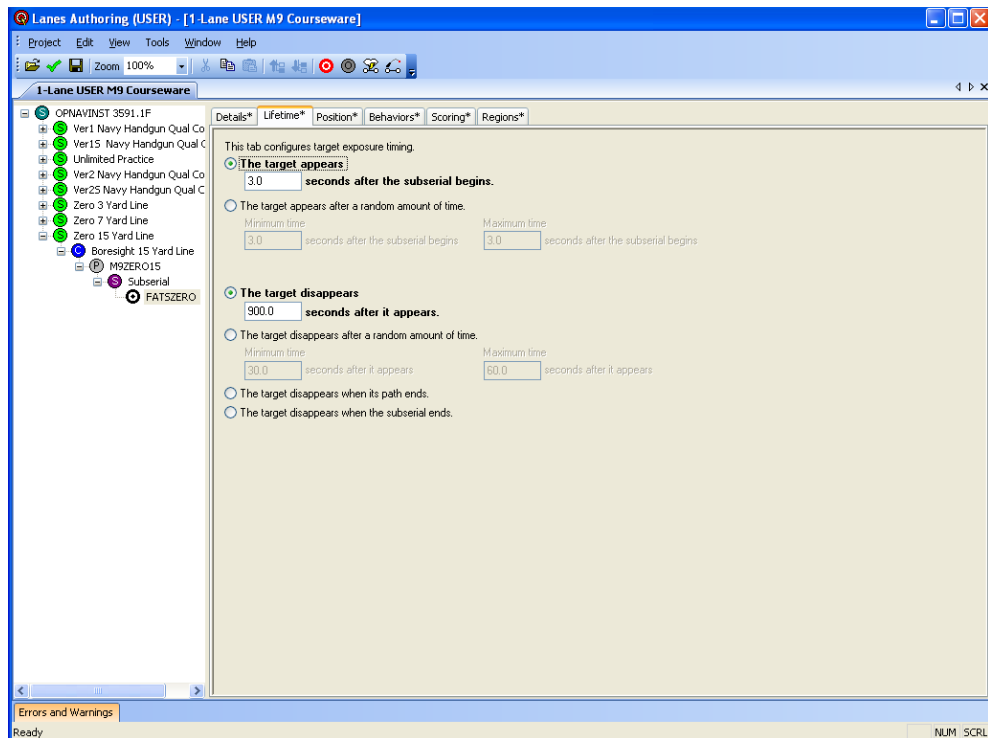 Lanes Authoring (USER) - [1-Lane USER M9 Courseware]
Project Edit View Tools Window Help
Zoom 100%
1-Lane USER M9 Courseware
OPNAVINST 3591.1F
Ver1 Navy Handgun Qual Co
Ver1S Navy Handgun Qual C
Unlimited Practice
Ver2 Navy Handgun Qual Co
Ver2S Navy Handgun Qual C
Zero 3 Yard Line
Zero 7 Yard Line
S Zero 15 Yard Line
C Boresight 15 Yard Line
P M9ZERO15
S Subserial
FATSZERO
Details* Lifetime* Position* Behaviors* Scoring* Regions*
This tab configures target exposure timing.
The target appears
3.0 seconds after the subserial begins.
The target appears after a random amount of time.
Minimum time Maximum time
3.0 seconds after the subserial begins 3.0 seconds after the subserial begins
The target disappears
900.0 seconds after it appears.
The target disappears after a random amount of time.
Minimum time Maximum time
30.0 seconds after it appears 60.0 seconds after it appears
The target disappears when its path ends.
The target disappears when the subserial ends.
Errors and Warnings
Ready NUM SCRL